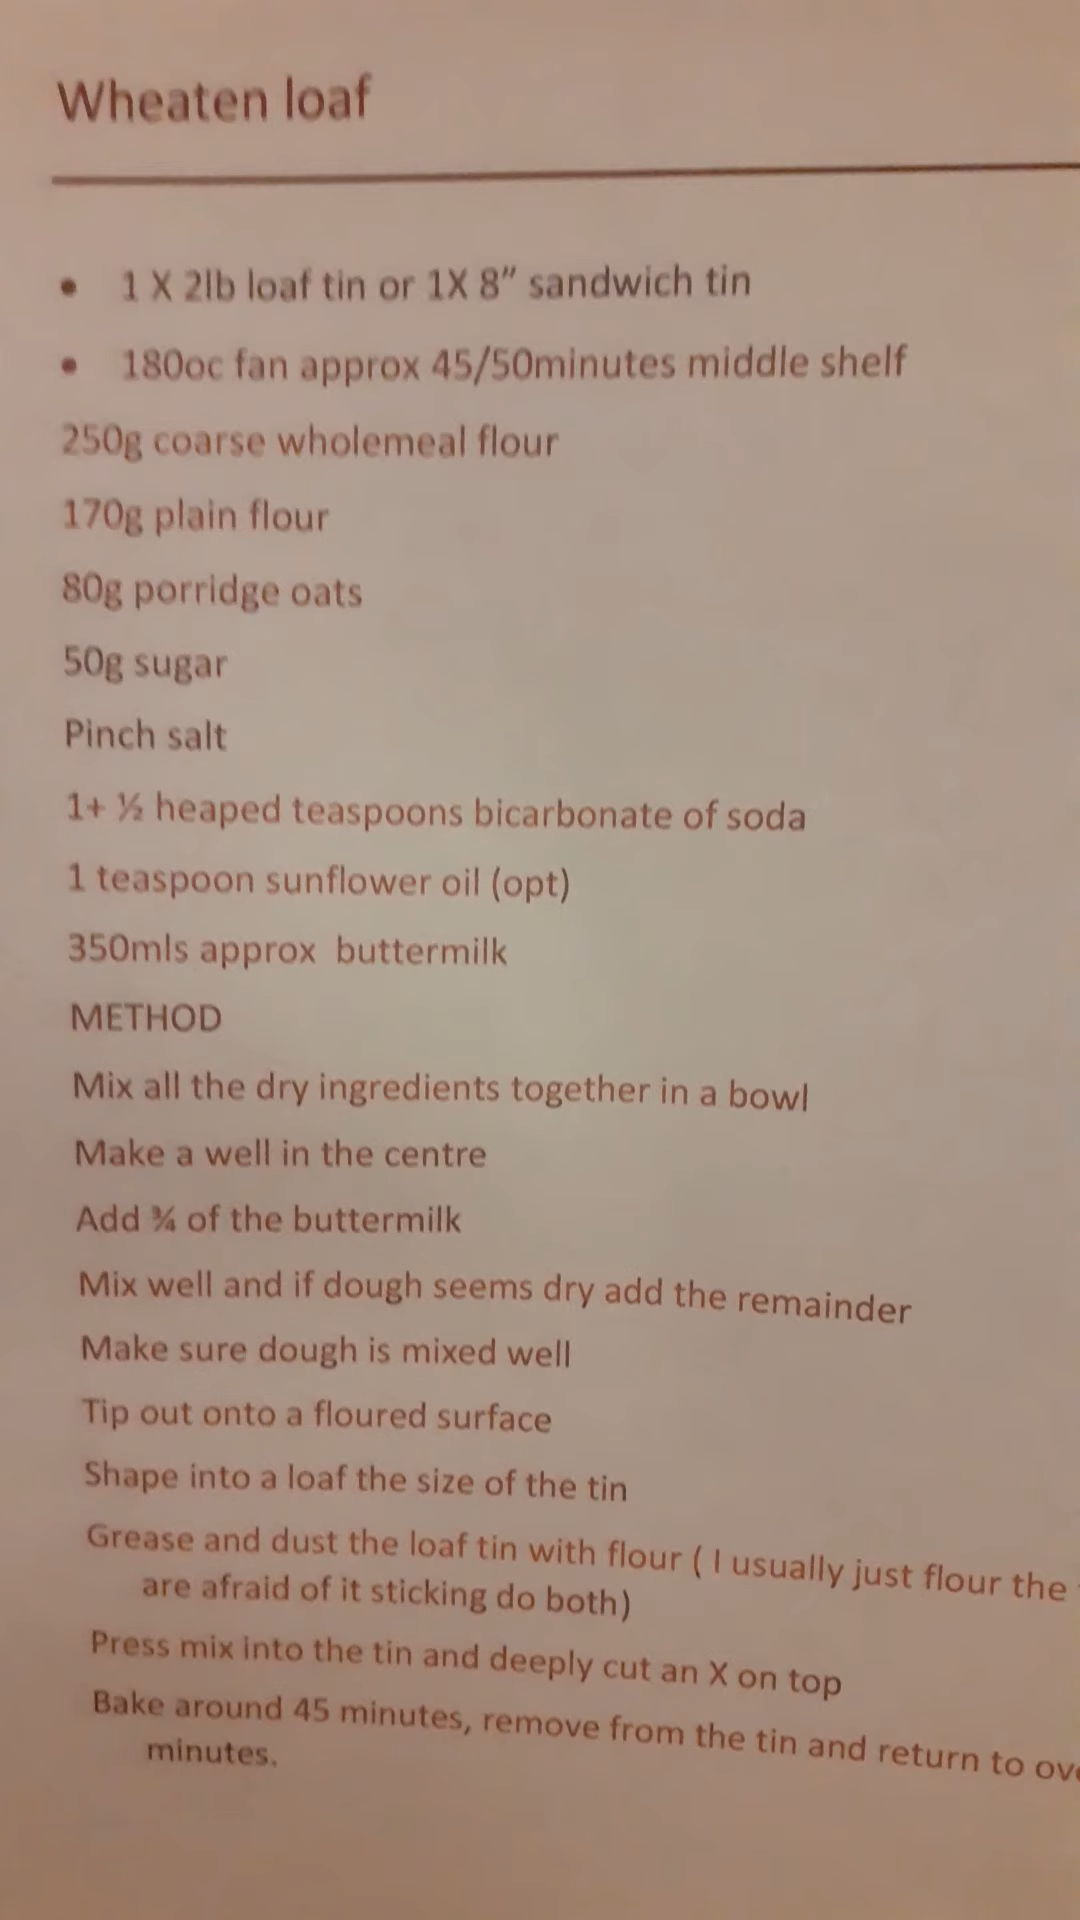 Wheaten loaf
• 1 X 2lb loaf tin or 1X 8” sandwich tin
• 180oc fan approx 45/50minutes middle shelf
250g coarse wholemeal flour
170g plain flour
80g porridge oats
50g sugar
Pinch salt
1+ ½ heaped teaspoons bicarbonate of soda
1 teaspoon sunflower oil (opt)
350mls approx  buttermilk
METHOD
Mix all the dry ingredients together in a bowl
Make a well in the centre
Add ¾ of the buttermilk
Mix well and if dough seems dry add the remainder
Make sure dough is mixed well
Tip out onto a floured surface
Shape into a loaf the size of the tin
Grease and dust the loaf tin with flour ( I usually just flour the
are afraid of it sticking do both)
Press mix into the tin and deeply cut an X on top
Bake around 45 minutes, remove from the tin and return to
minutes.